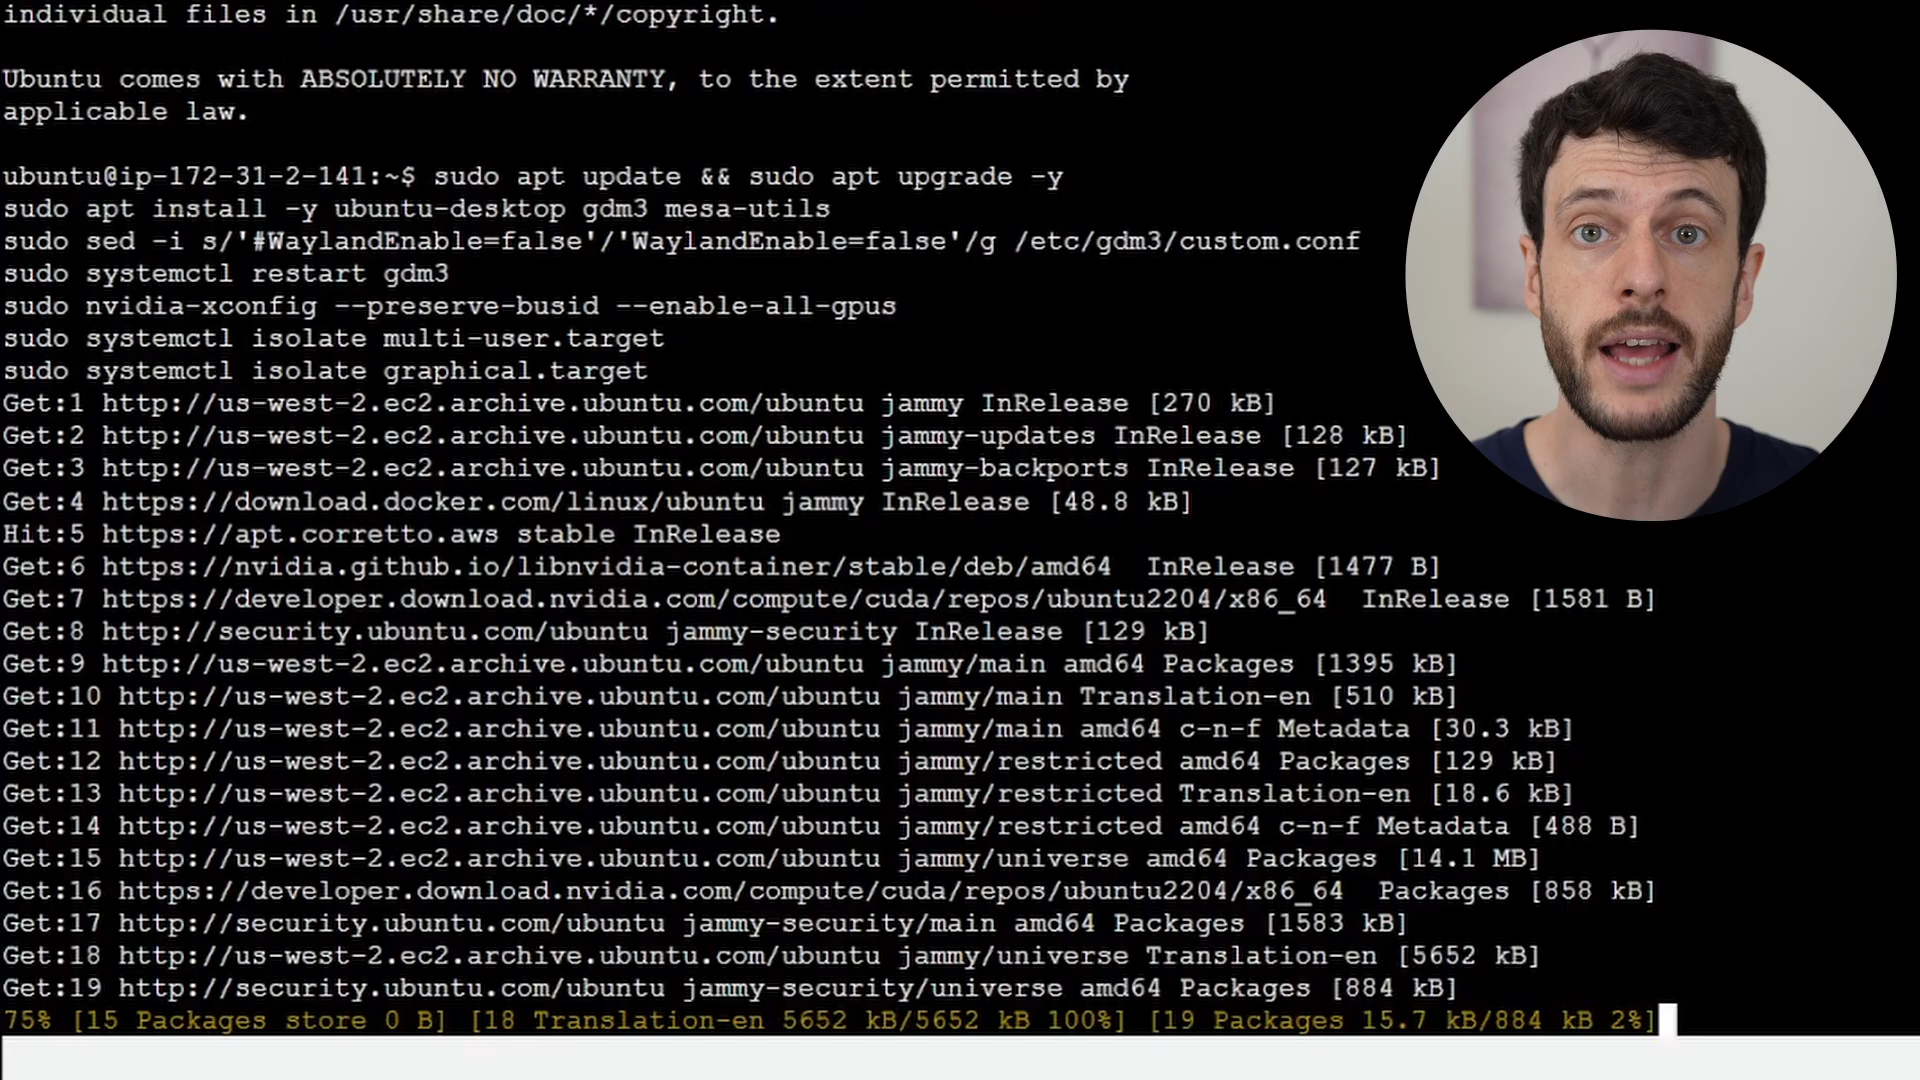 individual files in /usr/share/doc/*/copyright.
Ubuntu comes with ABSOLUTELY NO WARRANTY, to the extent permitted by
applicable law.
ubuntu@ip-172-31-2-141:~$ sudo apt update && sudo apt upgrade -y
sudo apt install -y ubuntu-desktop gdm3 mesa-utils
sudo sed -i s/'#WaylandEnable=false'/'WaylandEnable=false'/g /etc/gdm3/custom.conf
sudo systemctl restart gdm3
sudo nvidia-xconfig --preserve-busid --enable-all-gpus
sudo systemctl isolate multi-user.target
sudo systemctl isolate graphical.target
Get:1 http://us-west-2.ec2.archive.ubuntu.com/ubuntu jammy InRelease [270 kB]
Get:2 http://us-west-2.ec2.archive.ubuntu.com/ubuntu jammy-updates InRelease [128 kB]
Get:3 http://us-west-2.ec2.archive.ubuntu.com/ubuntu jammy-backports InRelease [127 kB]
Get:4 https://download.docker.com/linux/ubuntu jammy InRelease [48.8 kB]
Hit:5 https://apt.corretto.aws stable InRelease
Get:6 https://nvidia.github.io/libnvidia-container/stable/deb/amd64  InRelease [1477 B]
Get:7 https://developer.download.nvidia.com/compute/cuda/repos/ubuntu2204/x86_64  InRelease [1581 B]
Get:8 http://security.ubuntu.com/ubuntu jammy-security InRelease [129 kB]
Get:9 http://us-west-2.ec2.archive.ubuntu.com/ubuntu jammy/main amd64 Packages [1395 kB]
Get:10 http://us-west-2.ec2.archive.ubuntu.com/ubuntu jammy/main Translation-en [510 kB]
Get:11 http://us-west-2.ec2.archive.ubuntu.com/ubuntu jammy/main amd64 c-n-f Metadata [30.3 kB]
Get:12 http://us-west-2.ec2.archive.ubuntu.com/ubuntu jammy/restricted amd64 Packages [129 kB]
Get:13 http://us-west-2.ec2.archive.ubuntu.com/ubuntu jammy/restricted Translation-en [18.6 kB]
Get:14 http://us-west-2.ec2.archive.ubuntu.com/ubuntu jammy/restricted amd64 c-n-f Metadata [488 B]
Get:15 http://us-west-2.ec2.archive.ubuntu.com/ubuntu jammy/universe amd64 Packages [14.1 MB]
Get:16 https://developer.download.nvidia.com/compute/cuda/repos/ubuntu2204/x86_64  Packages [858 kB]
Get:17 http://security.ubuntu.com/ubuntu jammy-security/main amd64 Packages [1583 kB]
Get:18 http://us-west-2.ec2.archive.ubuntu.com/ubuntu jammy/universe Translation-en [5652 kB]
Get:19 http://security.ubuntu.com/ubuntu jammy-security/universe amd64 Packages [884 kB]
75% [15 Packages store 0 B] [18 Translation-en 5652 kB/5652 kB 100%] [19 Packages 15.7 kB/884 kB 2%]